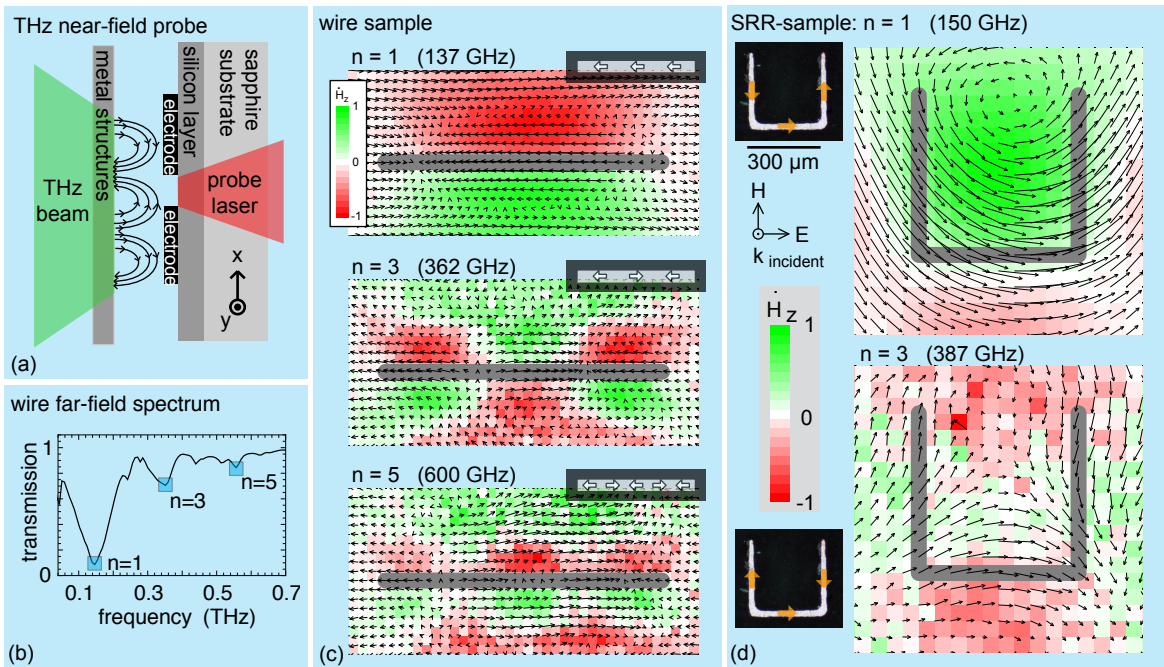 THz near-field probe
metal structures
silicon layer
sapphire
substrate
electrode
electrode
THz
beam
probe
laser
x
y
(a)
wire far-field spectrum
transmission
1
0
n=1
n=3
n=5
0.1
0.3
0.5
0.7
frequency (THz)
(b)
wire sample
n = 1 (137 GHz)
Ḣz
1
0
-1
n = 3 (362 GHz)
n = 5 (600 GHz)
(c)
SRR-sample: n = 1 (150 GHz)
300 µm
H
E
k incident
Ḣ z
1
0
-1
n = 3 (387 GHz)
(d)